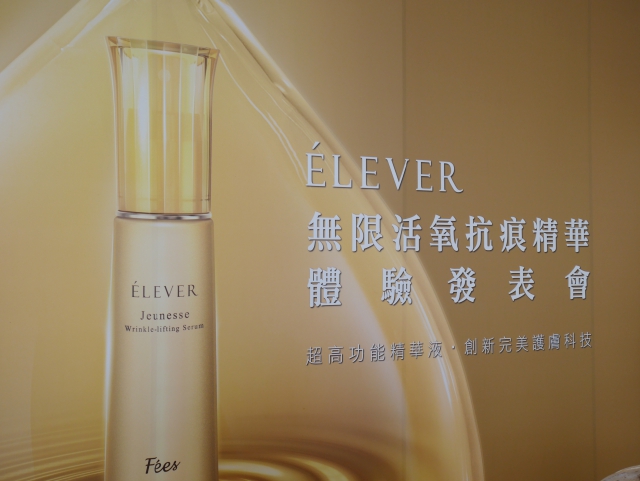 ÉLEVER
無限活氧抗痕精華
體驗發表會
超高功能精華液·創新完美護膚科技
ÉLEVER
Jeunesse
Wrinkle-lifting Serum
Fées